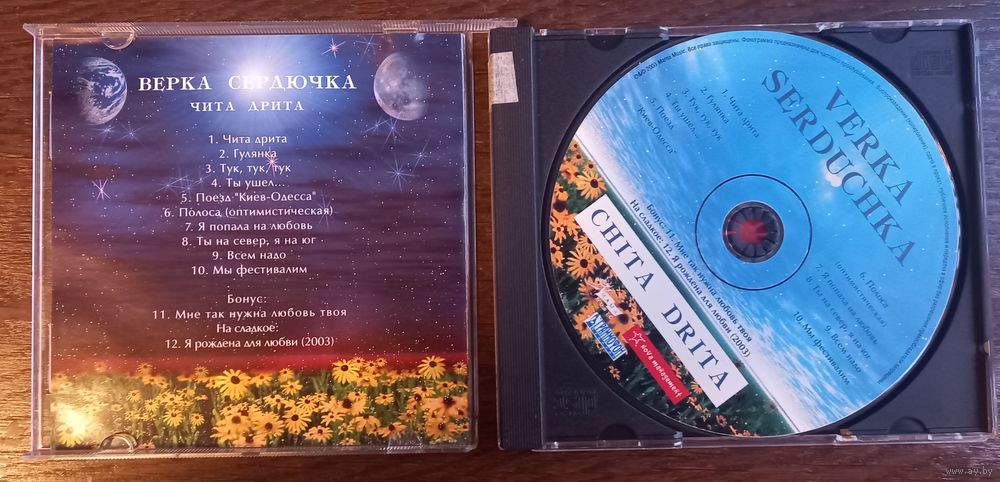 ВЕРКА СЕРДЮЧКА
ЧИТА ДРИТА
1. Чита дрита
2. Гулянка
3. Тук, тук, тук
4. Ты ушел...
5. Поезд "Киев-Одесса"
6. Полоса (оптимистическая)
7. Я попала на любовь
8. Ты на север, я на юг
9. Всем надо
10. Мы фестивалим
Бонус:
11. Мне так нужна любовь твоя
На сладкое:
12. Я рождена для любви (2003)
VERKA
SERDUCHKA
1. Чита дрита
2. Гулянка
3. Тук, тук, тук
4. Ты ушел...
5. Поезд
"Киев-Одесса"
6. Полоса
(оптимистическая)
7. Я попала на любовь
8. Ты на север, я на юг
9. Всем надо
10. Мы фестивалим
Бонус: 11. Мне так нужна любовь твоя
На сладкое: 12. Я рождена для любви (2003)
CHITA DRITA
nova management
www.ay.by